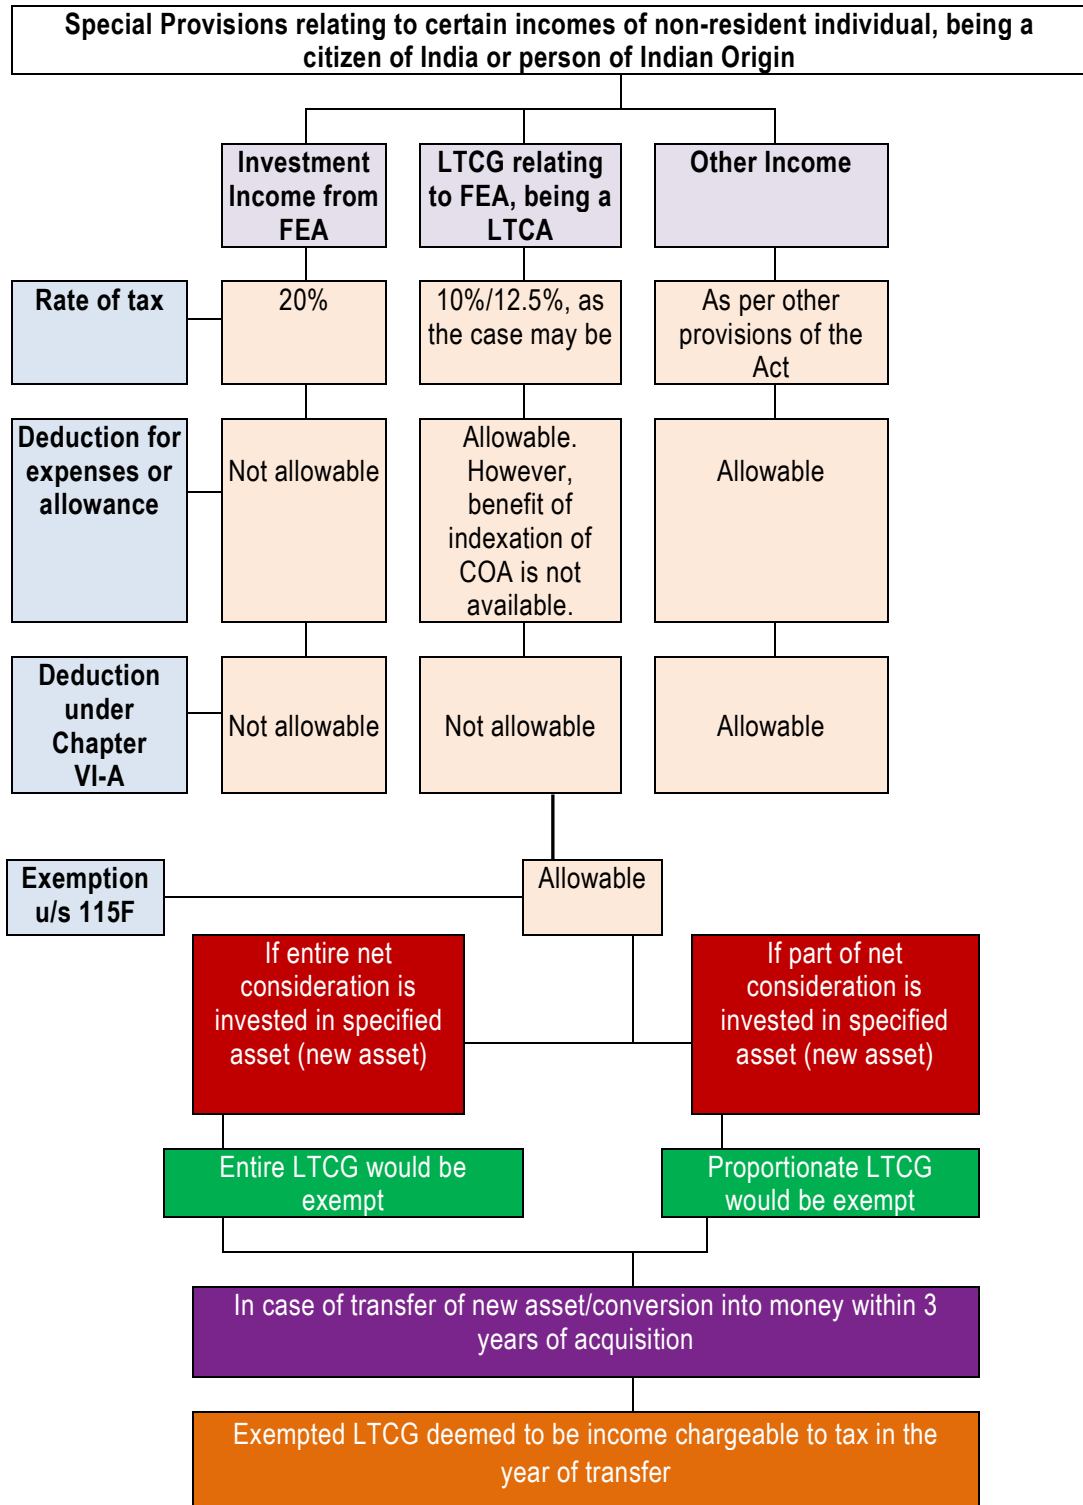 Special Provisions relating to certain incomes of non-resident individual, being a
citizen of India or person of Indian Origin
Investment
Income from
FEA
LTCG relating
to FEA, being a
LTCA
Other Income
Rate of tax
20%
10%/12.5%, as
the case may be
As per other
provisions of the
Act
Deduction for
expenses or
allowance
Not allowable
Allowable.
However,
benefit of
indexation of
COA is not
available.
Allowable
Deduction
under
Chapter
VI-A
Not allowable
Not allowable
Allowable
Exemption
u/s 115F
Allowable
If entire net
consideration is
invested in specified
asset (new asset)
If part of net
consideration is
invested in specified
asset (new asset)
Entire LTCG would be
exempt
Proportionate LTCG
would be exempt
In case of transfer of new asset/conversion into money within 3
years of acquisition
Exempted LTCG deemed to be income chargeable to tax in the
year of transfer